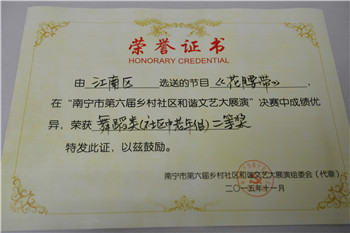 荣誉证书
HONORARY CREDENTIAL
由 江南区 选送的节目《花腰带》,
在"南宁市第六届乡村社区和谐文艺大展演"决赛中成绩优
异,荣获 舞蹈类(社区中老年组)二等奖
特发此证,以兹鼓励。
南宁市第六届乡村社区和谐文艺大展演组委会(代章)
二〇一五年十一月